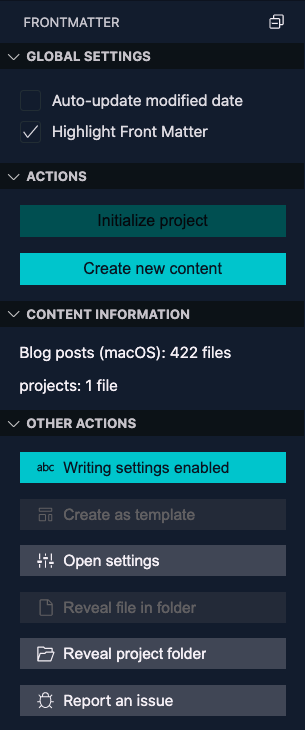 FRONTMATTER
GLOBAL SETTINGS
Auto-update modified date
Highlight Front Matter
ACTIONS
Initialize project
Create new content
CONTENT INFORMATION
Blog posts (macOS): 422 files
projects: 1 file
OTHER ACTIONS
abc Writing settings enabled
Create as template
Open settings
Reveal file in folder
Reveal project folder
Report an issue